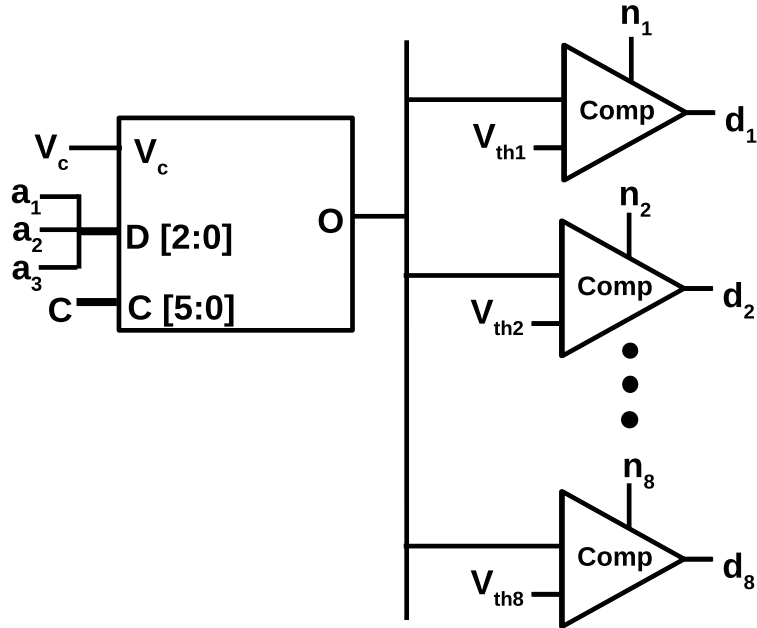 n1
Comp
Vth1
d1
Vc
Vc
a1
a2
a3
D [2:0]
O
C
C [5:0]
n2
Comp
Vth2
d2
n8
Comp
Vth8
d8